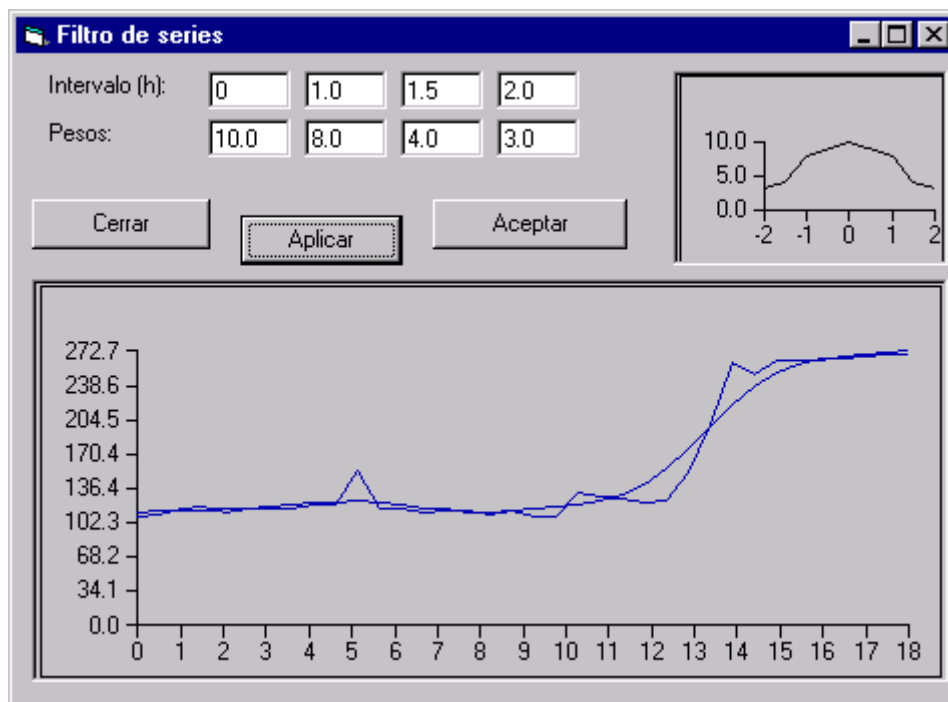 Filtro de series
Intervalo (h): 0 1.0 1.5 2.0
Pesos: 10.0 8.0 4.0 3.0
Cerrar Aplicar Aceptar
10.0
5.0
0.0
-2 -1 0 1 2
272.7
238.6
204.5
170.4
136.4
102.3
68.2
34.1
0.0
0 1 2 3 4 5 6 7 8 9 10 11 12 13 14 15 16 17 18